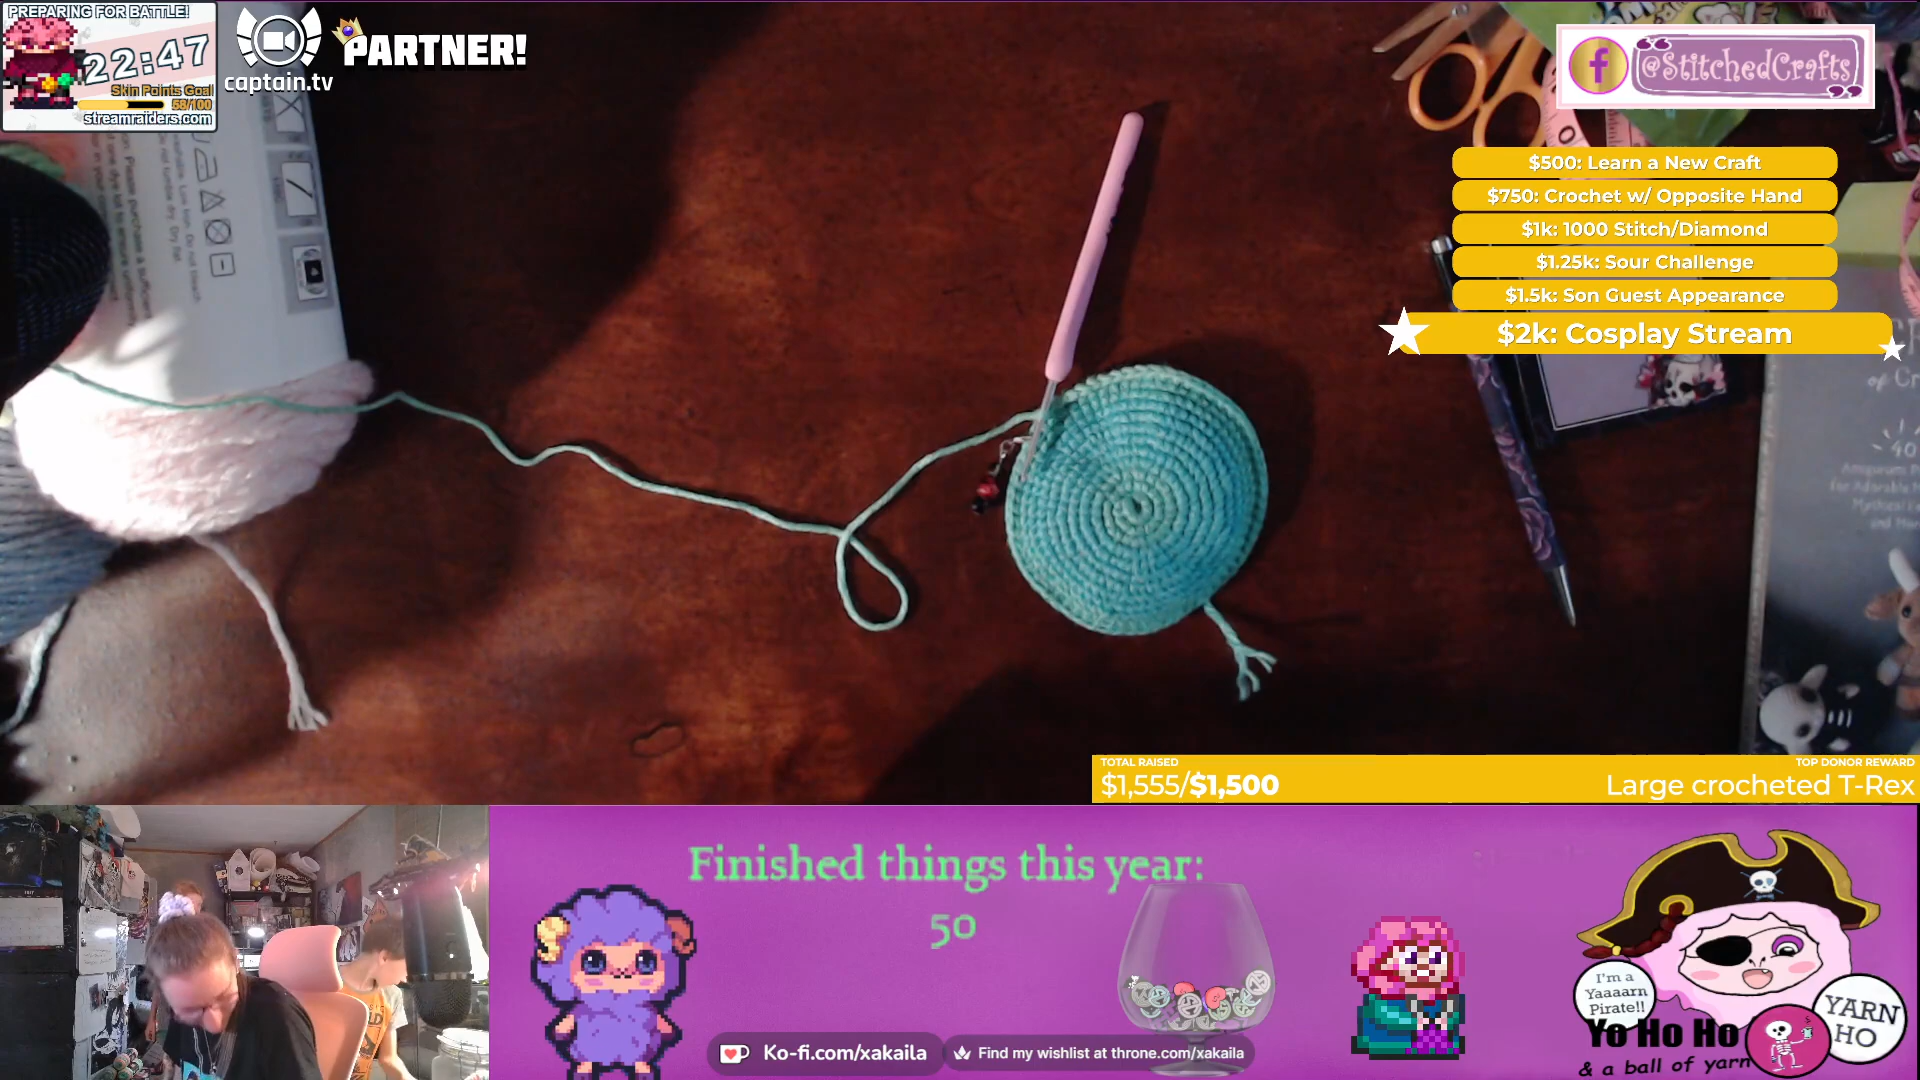 PREPARING FOR BATTLE!
22:47
Skin Points Goal
58/100
streamraiders.com
captain.tv
PARTNER!
@StitchedCrafts
$500: Learn a New Craft
$750: Crochet w/ Opposite Hand
$1k: 1000 Stitch/Diamond
$1.25k: Sour Challenge
$1.5k: Son Guest Appearance
$2k: Cosplay Stream
TOTAL RAISED
$1,555/$1,500
TOP DONOR REWARD
Large crocheted T-Rex
Finished things this year:
50
Ko-fi.com/xakaila
Find my wishlist at throne.com/xakaila
I'm a
Yaaaarn
Pirate!!
YARN
HO
Yo Ho Ho
& a ball of yarn